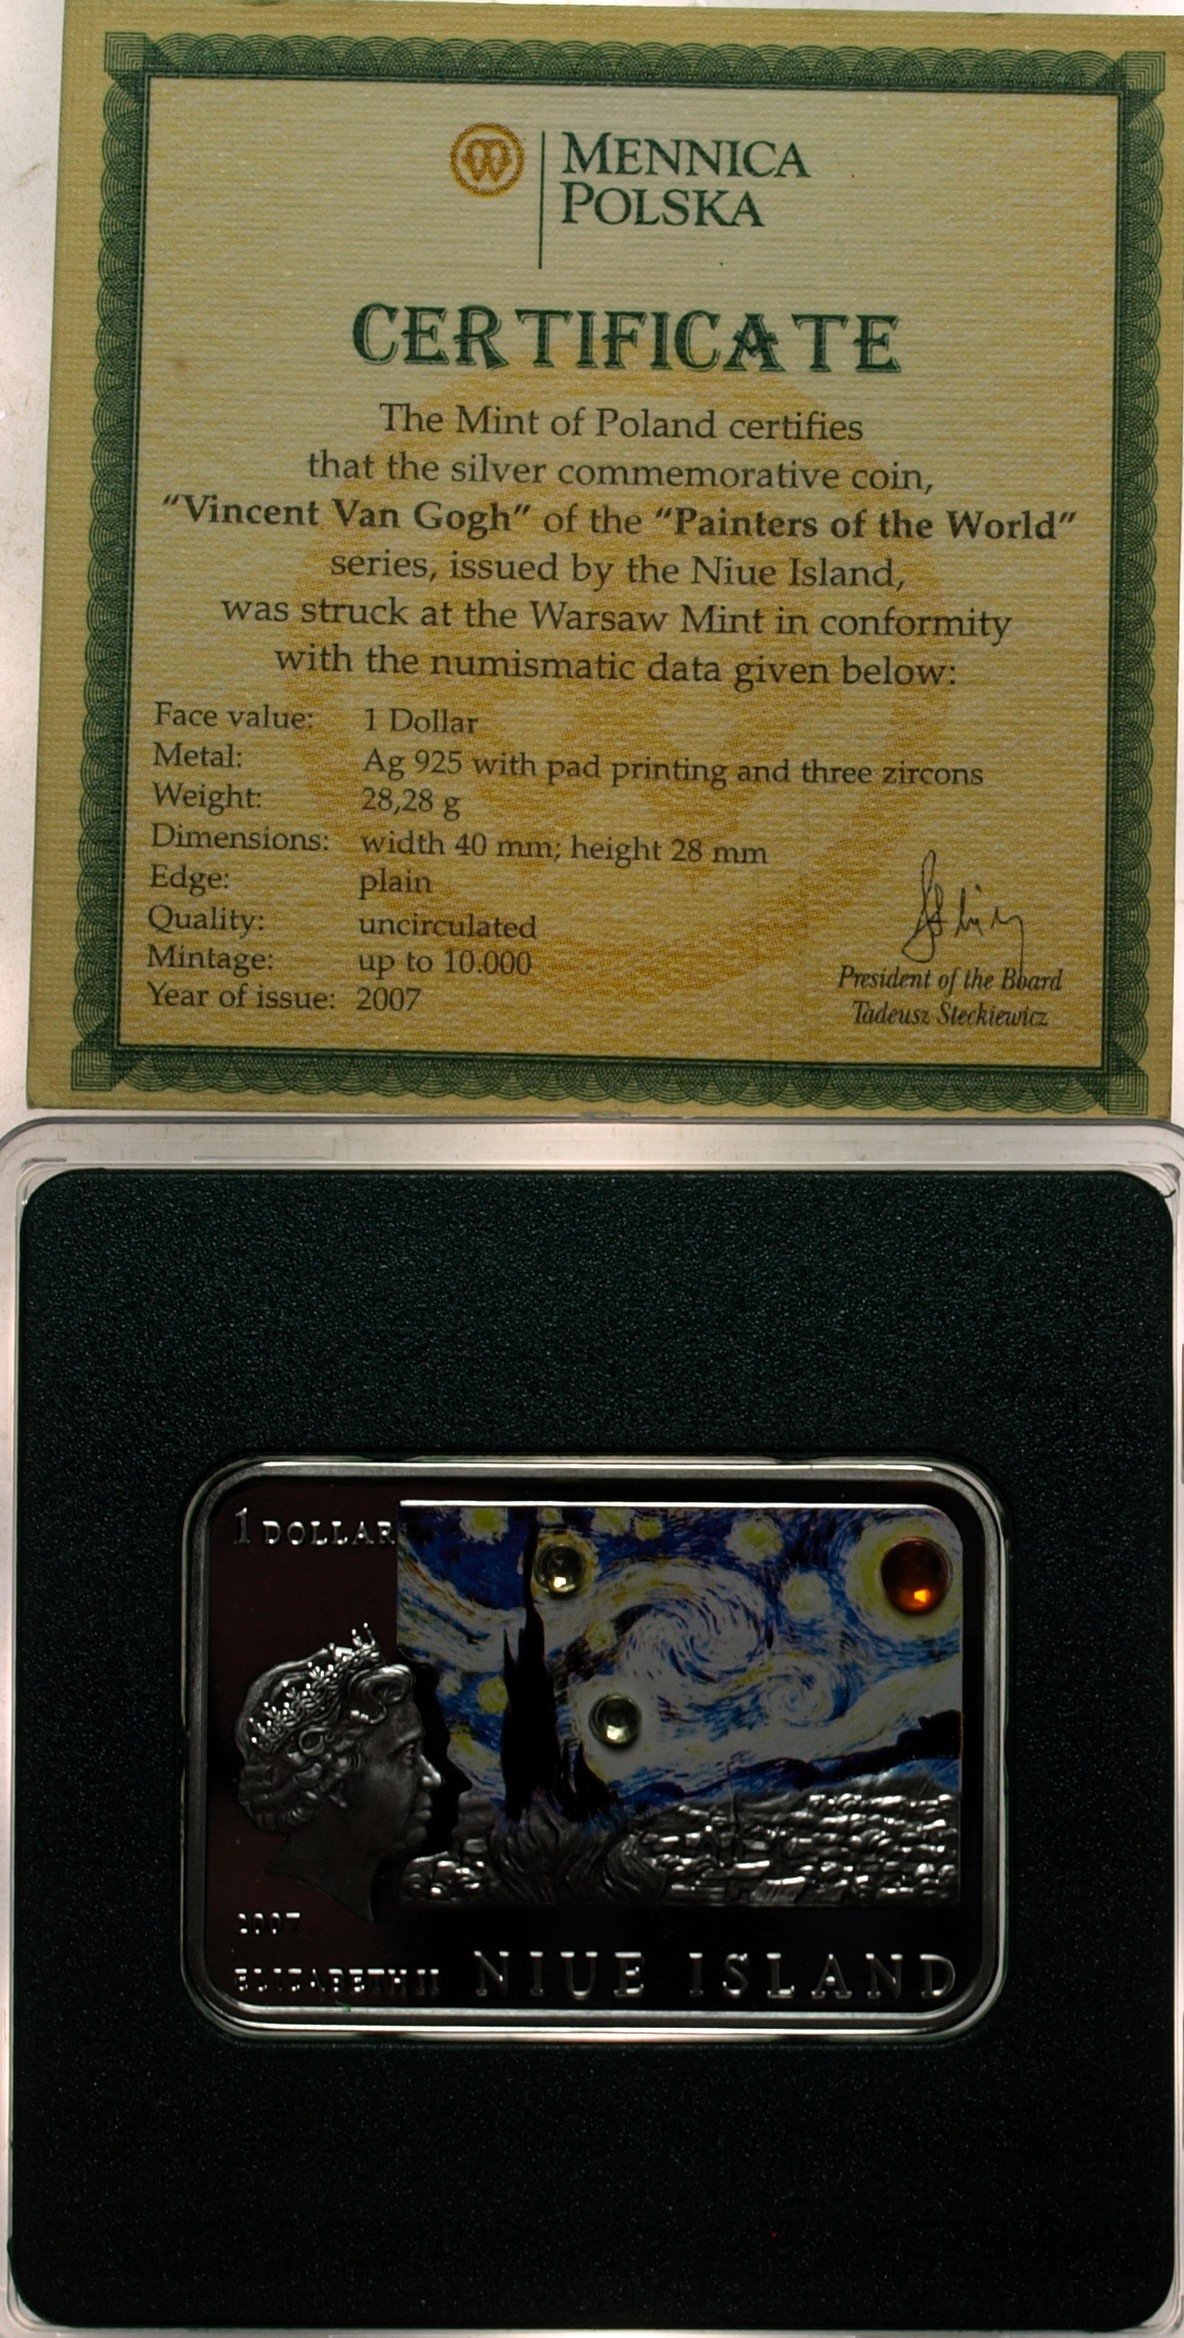 MENNICA
POLSKA
CERTIFICATE
The Mint of Poland certifies
that the silver commemorative coin,
“Vincent Van Gogh” of the “Painters of the World”
series, issued by the Niue Island,
was struck at the Warsaw Mint in conformity
with the numismatic data given below:
Face value: 1 Dollar
Metal: Ag 925 with pad printing and three zircons
Weight: 28,28 g
Dimensions: width 40 mm; height 28 mm
Edge: plain
Quality: uncirculated
Mintage: up to 10.000
Year of issue: 2007
President of the Board
Tadeusz Steckiewicz
1 DOLLAR
2007
ELIZABETH II NIUE ISLAND